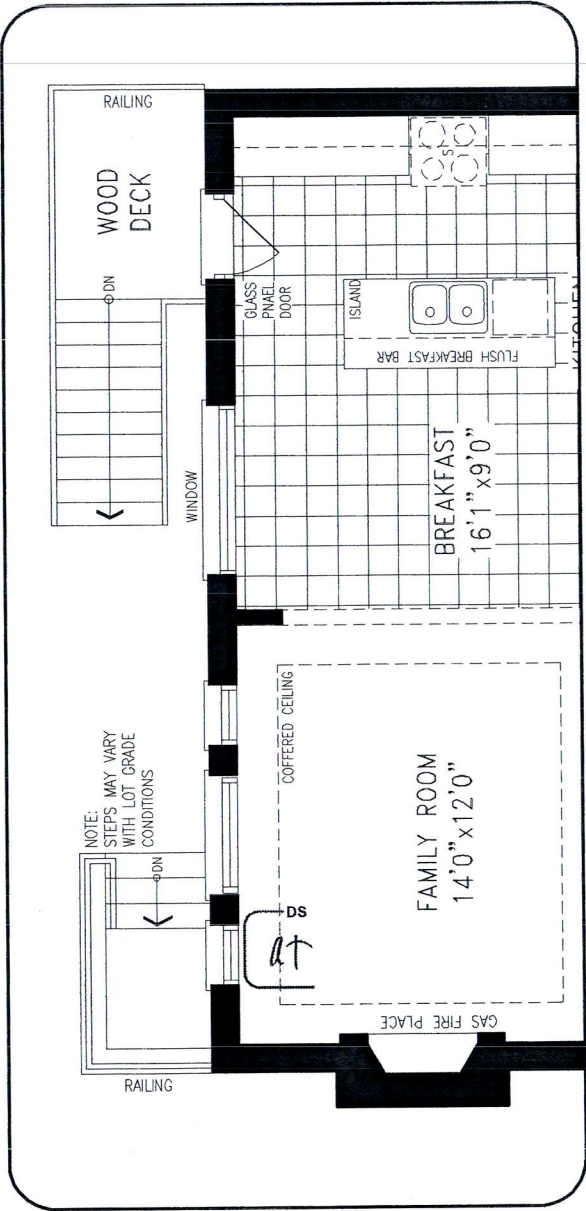 RAILING
WOOD
DECK
DN
GLASS
PNAEL
DOOR
S
ISLAND
FLUSH BREAKFAST BAR
WINDOW
BREAKFAST
16'1"x9'0"
NOTE:
STEPS MAY VARY
WITH LOT GRADE
CONDITIONS
DN
COFFERED CEILING
FAMILY ROOM
14'0"x12'0"
DS
at
GAS FIRE PLACE
RAILING